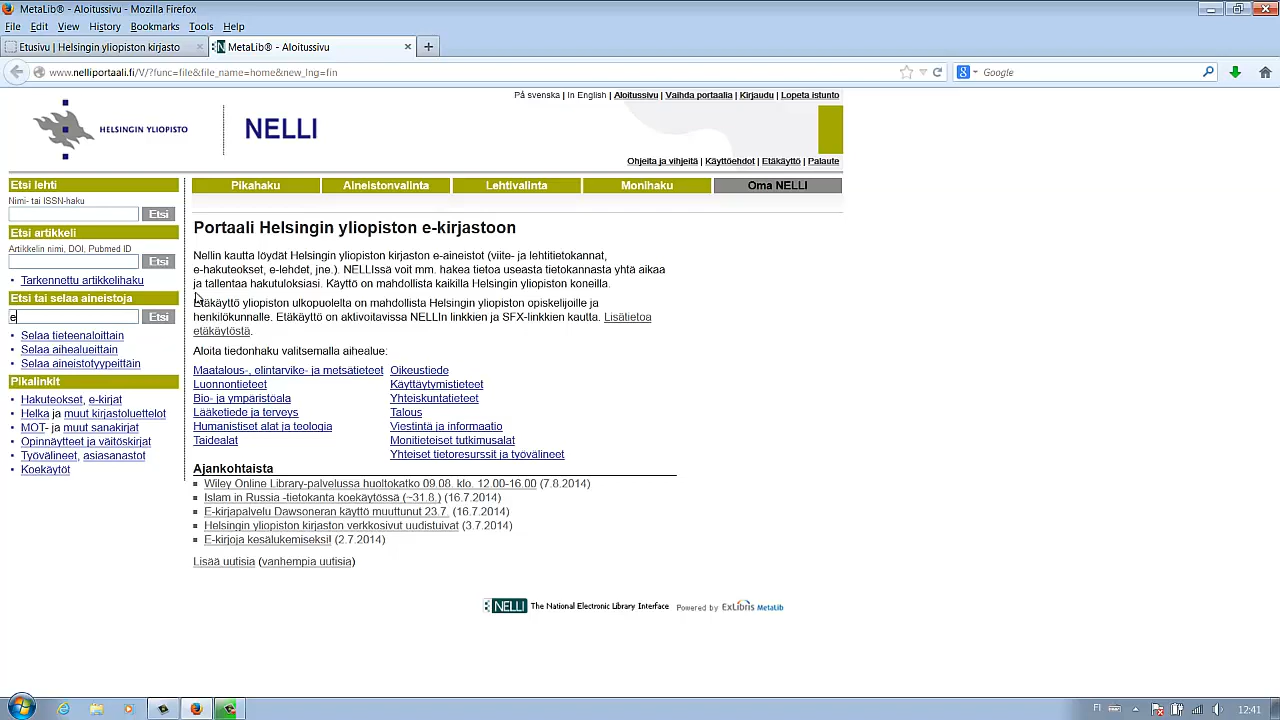 MetaLib® - Aloitussivu - Mozilla Firefox
File Edit View History Bookmarks Tools Help
Etusivu | Helsingin yliopiston kirjasto
MetaLib® - Aloitussivu
www.nelliportaali.fi/V/?func=file&file_name=home&new_lng=fin
Google
På svenska | In English | Aloitussivu | Vaihda portaalia | Kirjaudu | Lopeta istunto
HELSINGIN YLIOPISTO
NELLI
Ohjeita ja vihjeitä | Käyttöehdot | Etäkäyttö | Palaute
Pikahaku Aineistonvalinta Lehtivalinta Monihaku Oma NELLI
Etsi lehti
Nimi- tai ISSN-haku
Etsi
Etsi artikkeli
Artikkelin nimi, DOI, Pubmed ID
Etsi
Tarkennettu artikkelihaku
Etsi tai selaa aineistoja
e
Etsi
Selaa tieteenaloittain
Selaa aihealueittain
Selaa aineistotyypeittäin
Pikalinkit
Hakuteokset, e-kirjat
Helka ja muut kirjastoluettelot
MOT- ja muut sanakirjat
Opinnäytteet ja väitöskirjat
Työvälineet, asiasanastot
Koekäytöt
Portaali Helsingin yliopiston e-kirjastoon
Nellin kautta löydät Helsingin yliopiston kirjaston e-aineistot (viite- ja lehtitietokannat,
e-hakuteokset, e-lehdet, jne.). NELLIssä voit mm. hakea tietoa useasta tietokannasta yhtä aikaa
ja tallentaa hakutuloksiasi. Käyttö on mahdollista kaikilla Helsingin yliopiston koneilla.
Etäkäyttö yliopiston ulkopuolelta on mahdollista Helsingin yliopiston opiskelijoille ja
henkilökunnalle. Etäkäyttö on aktivoitavissa NELLIn linkkien ja SFX-linkkien kautta. Lisätietoa
etäkäytöstä.
Aloita tiedonhaku valitsemalla aihealue:
Maatalous-, elintarvike- ja metsätieteet Oikeustiede
Luonnontieteet Käyttäytymistieteet
Bio- ja ympäristöala Yhteiskuntatieteet
Lääketiede ja terveys Talous
Humanistiset alat ja teologia Viestintä ja informaatio
Taidealat Monitieteiset tutkimusalat
Yhteiset tietoresurssit ja työvälineet
Ajankohtaista
Wiley Online Library-palvelussa huoltokatko 09.08. klo. 12.00-16.00 (7.8.2014)
Islam in Russia -tietokanta koekäytössä (~31.8.) (16.7.2014)
E-kirjapalvelu Dawsoneran käyttö muuttunut 23.7. (16.7.2014)
Helsingin yliopiston kirjaston verkkosivut uudistuivat (3.7.2014)
E-kirjoja kesälukemiseksi! (2.7.2014)
Lisää uutisia (vanhempia uutisia)
NELLI The National Electronic Library Interface Powered by ExLibris MetaLib
FI
12:41